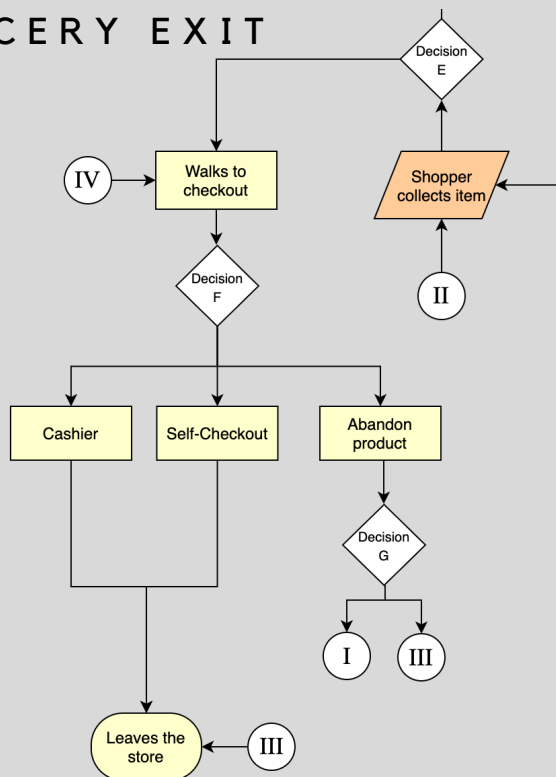 CERY EXIT
Decision
E
Walks to
checkout
IV
Shopper
collects item
II
Decision
F
Cashier
Self-Checkout
Abandon
product
Decision
G
I
III
Leaves the
store
III